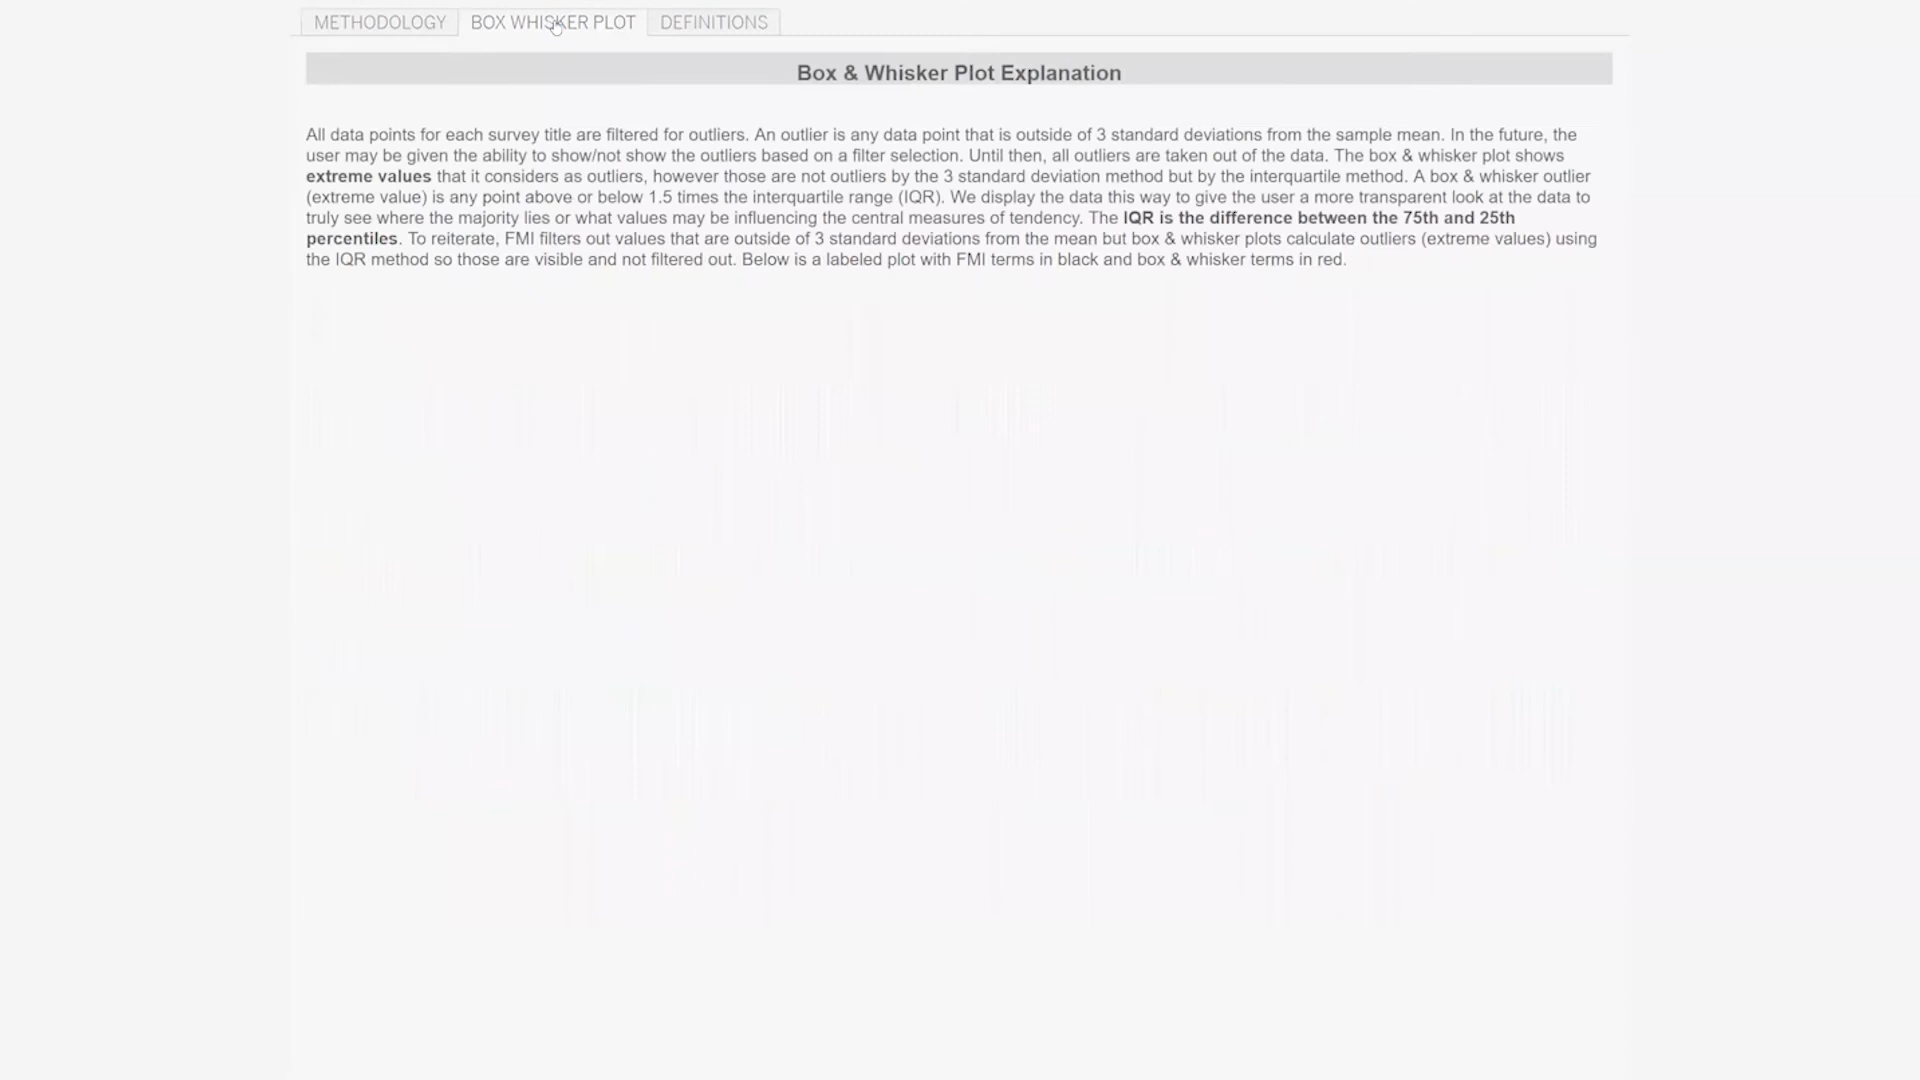 METHODOLOGY BOX WHISKER PLOT DEFINITIONS
Box & Whisker Plot Explanation
All data points for each survey title are filtered for outliers. An outlier is any data point that is outside of 3 standard deviations from the sample mean. In the future, the
user may be given the ability to show/not show the outliers based on a filter selection. Until then, all outliers are taken out of the data. The box & whisker plot shows
extreme values that it considers as outliers, however those are not outliers by the 3 standard deviation method but by the interquartile method. A box & whisker outlier
(extreme value) is any point above or below 1.5 times the interquartile range (IQR). We display the data this way to give the user a more transparent look at the data to
truly see where the majority lies or what values may be influencing the central measures of tendency. The IQR is the difference between the 75th and 25th
percentiles. To reiterate, FMI filters out values that are outside of 3 standard deviations from the mean but box & whisker plots calculate outliers (extreme values) using
the IQR method so those are visible and not filtered out. Below is a labeled plot with FMI terms in black and box & whisker terms in red.